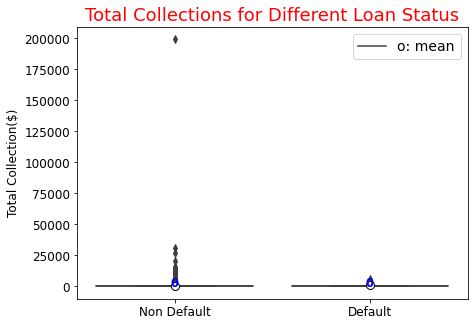 Total Collections for Different Loan Status
o: mean
Total Collection($)
200000
175000
150000
125000
100000
75000
50000
25000
0
Non Default
Default